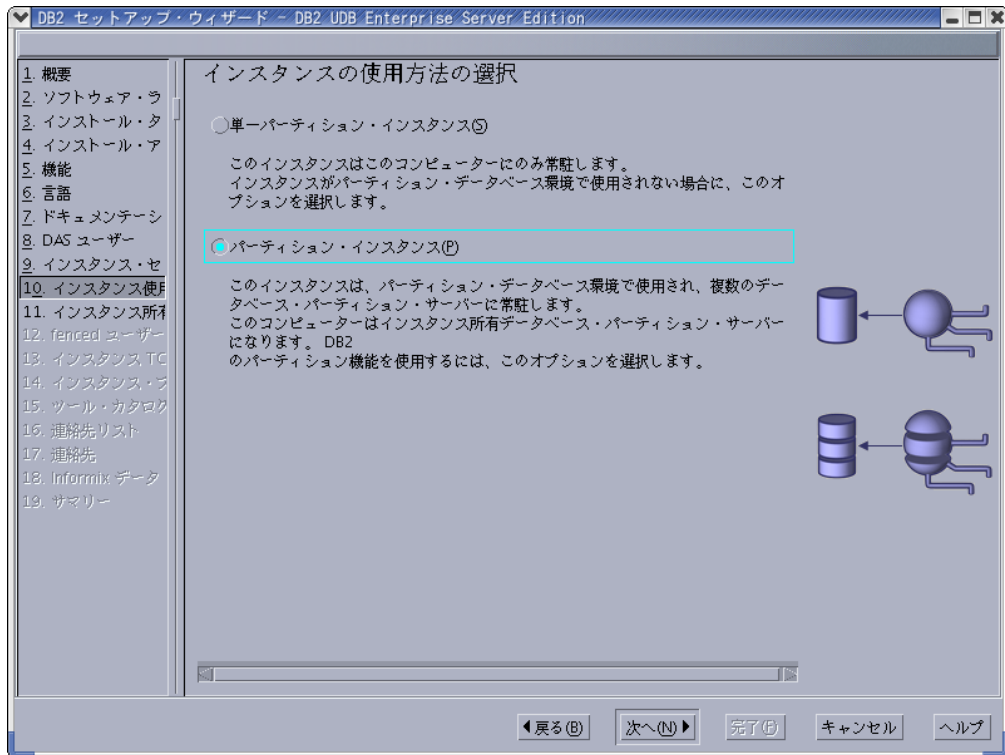 DB2 セットアップ・ウィザード - DB2 UDB Enterprise Server Edition
1. 概要
2. ソフトウェア・ラ
3. インストール・タ
4. インストール・ア
5. 機能
6. 言語
7. ドキュメンテーシ
8. DAS ユーザー
9. インスタンス・セ
10. インスタンス使用
11. インスタンス所有
12. fenced ユーザー
13. インスタンス TC
14. インスタンス・プ
15. ツール・カタログ
16. 連絡先リスト
17. 連絡先
18. Informix データ
19. サマリー
インスタンスの使用方法の選択
単一パーティション・インスタンス(S)
このインスタンスはこのコンピューターにのみ常駐します。
インスタンスがパーティション・データベース環境で使用されない場合に、このオ
プションを選択します。
パーティション・インスタンス(P)
このインスタンスは、パーティション・データベース環境で使用され、複数のデー
タベース・パーティション・サーバーに常駐します。
このコンピューターはインスタンス所有データベース・パーティション・サーバー
になります。 DB2
のパーティション機能を使用するには、このオプションを選択します。
戻る(B) 次へ(N) 完了(F) キャンセル ヘルプ